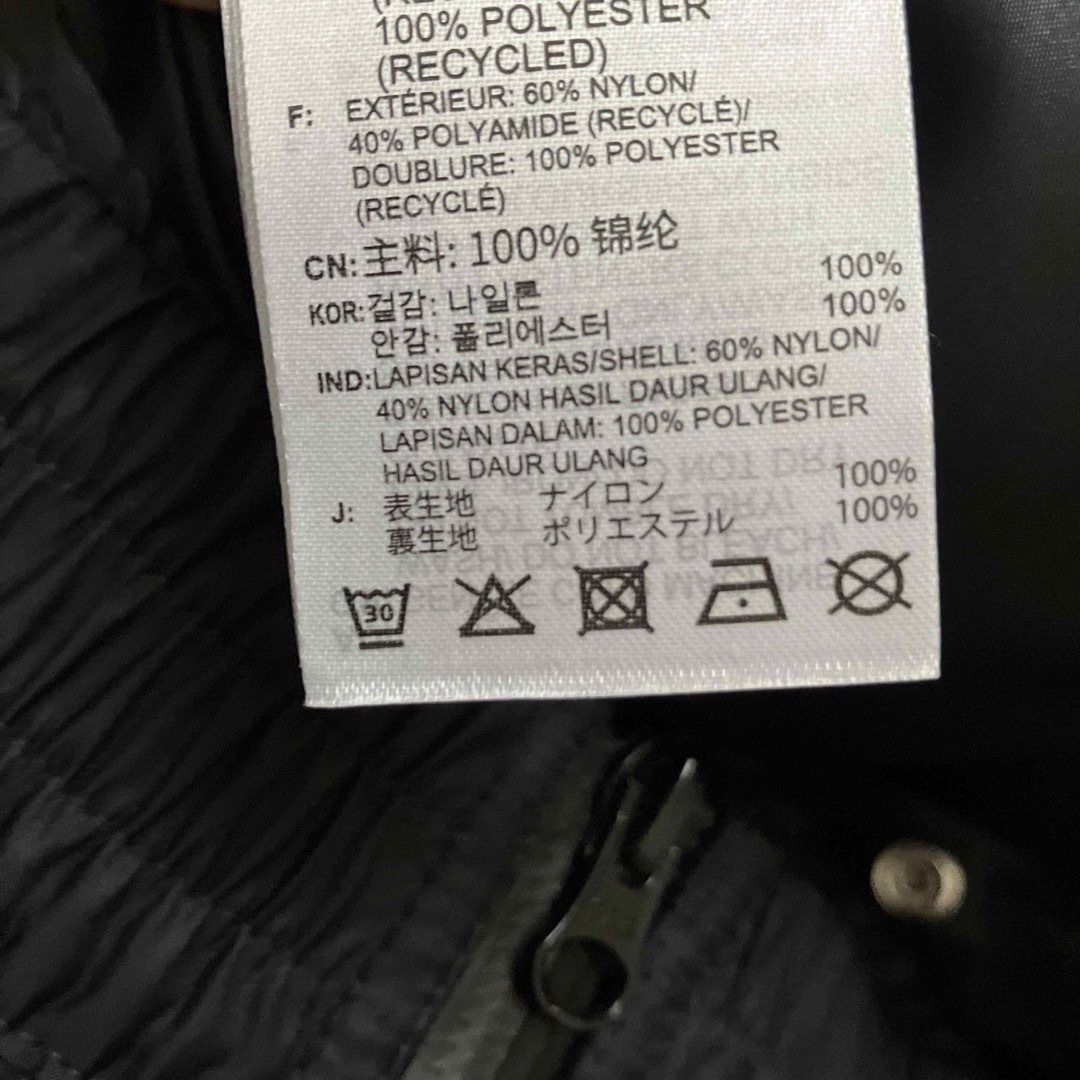 100% POLYESTER
(RECYCLED)
F: EXTÉRIEUR: 60% NYLON/
40% POLYAMIDE (RECYCLÉ)/
DOUBLURE: 100% POLYESTER
(RECYCLÉ)
CN: 主料: 100% 锦纶
KOR: 겉감: 나일론 100%
안감: 폴리에스터 100%
IND: LAPISAN KERAS/SHELL: 60% NYLON/
40% NYLON HASIL DAUR ULANG/
LAPISAN DALAM: 100% POLYESTER
HASIL DAUR ULANG
J: 表生地 ナイロン 100%
裏生地 ポリエステル 100%
30